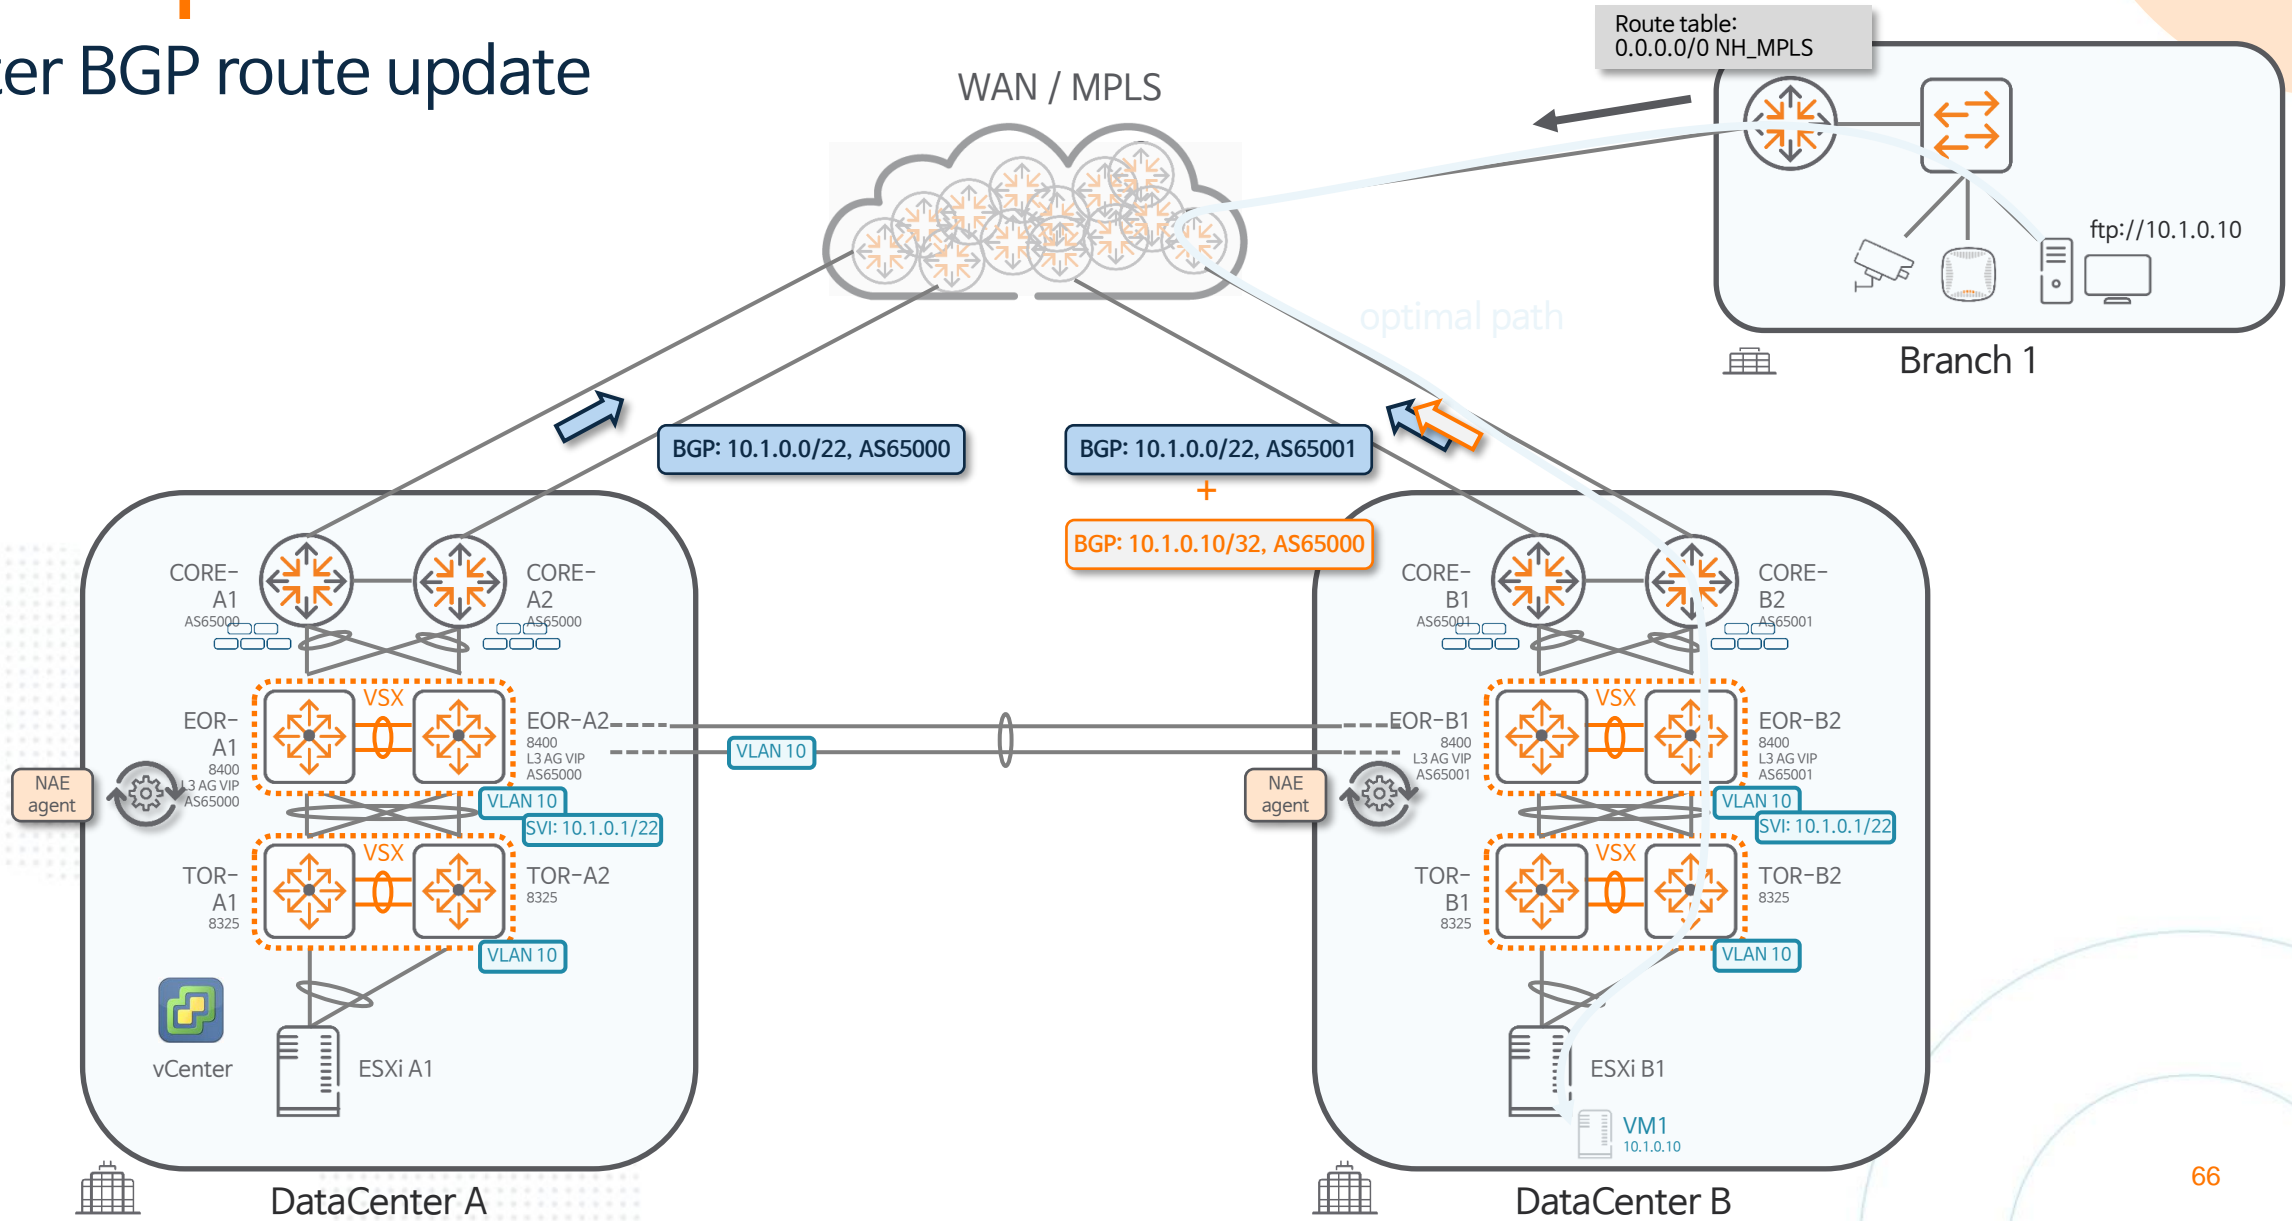 ter BGP route update
WAN / MPLS
Route table:
0.0.0.0/0 NH_MPLS
ftp://10.1.0.10
Branch 1
optimal path
BGP: 10.1.0.0/22, AS65000
BGP: 10.1.0.0/22, AS65001
+
BGP: 10.1.0.10/32, AS65000
CORE-
A1
AS65000
CORE-
A2
AS65000
VSX
EOR-
A1
8400
L3 AG VIP
AS65000
EOR-A2
8400
L3 AG VIP
AS65000
NAE
agent
VLAN 10
SVI: 10.1.0.1/22
VSX
TOR-
A1
8325
TOR-A2
8325
VLAN 10
vCenter
ESXi A1
DataCenter A
VLAN 10
CORE-
B1
AS65001
CORE-
B2
AS65001
VSX
EOR-B1
8400
L3 AG VIP
AS65001
EOR-B2
8400
L3 AG VIP
AS65001
NAE
agent
VLAN 10
SVI: 10.1.0.1/22
VSX
TOR-
B1
8325
TOR-B2
8325
VLAN 10
ESXi B1
VM1
10.1.0.10
DataCenter B
66